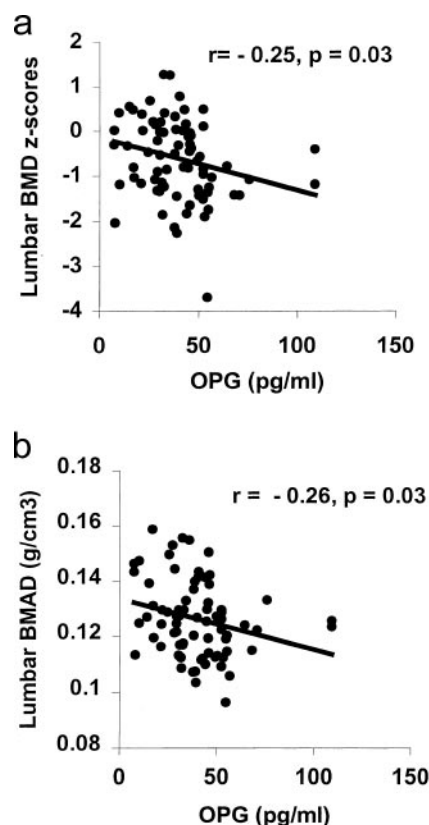 a
r= - 0.25, p = 0.03
Lumbar BMD z-scores
2
1
0
-1
-2
-3
-4
0 50 100 150
OPG (pg/ml)
b
r = - 0.26, p = 0.03
Lumbar BMAD (g/cm3)
0.18
0.16
0.14
0.12
0.1
0.08
0 50 100 150
OPG (pg/ml)